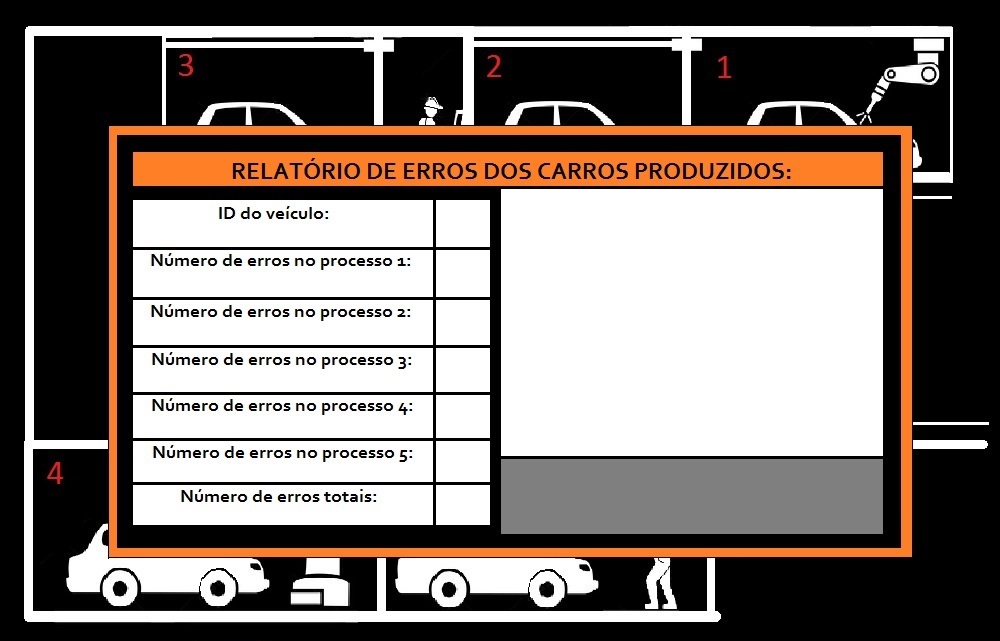 3
2
1
RELATÓRIO DE ERROS DOS CARROS PRODUZIDOS:
ID do veículo:
Número de erros no processo 1:
Número de erros no processo 2:
Número de erros no processo 3:
Número de erros no processo 4:
Número de erros no processo 5:
Número de erros totais:
4